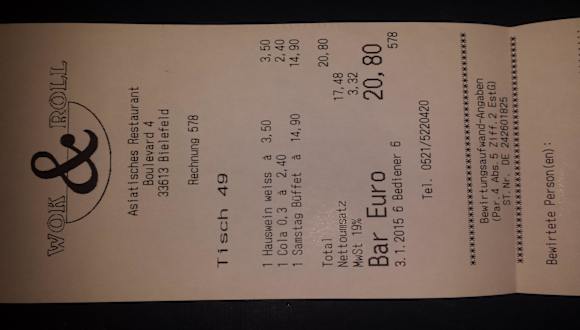 WOK & ROLL
Asiatisches Restaurant
Boulevard 4
33613 Bielefeld
Rechnung 578
Tisch 49
1 Hauswein weiss à 3,50 3,50
1 Cola 0,3 à 2,40 2,40
1 Samstag Büffet à 14,90 14,90
Total 20,80
Nettoumsatz 17,48
MwSt 19% 3,32
Bar Euro 20,80
3.1.2015 6 Bediener 6 578
Tel. 0521/5220420
****************************************
Bewirtungsaufwand-Angaben
(Par.4 Abs.5 Ziff.2 EstG)
ST.Nr. DE 242601825
****************************************
Bewirtete Person(en):